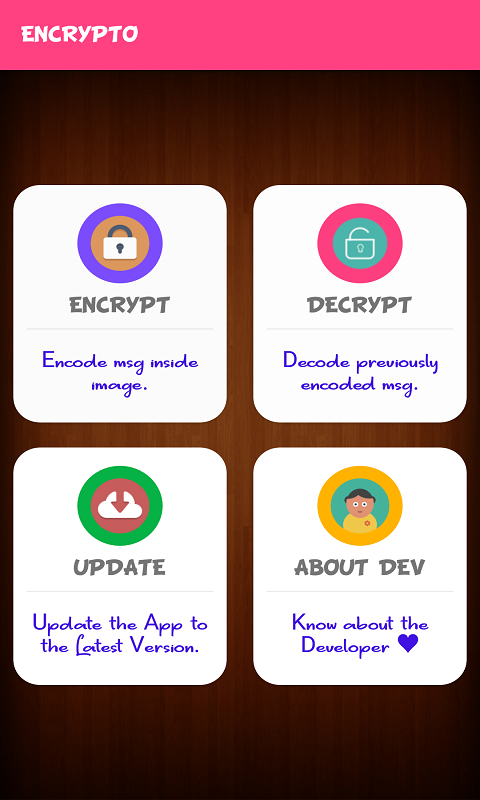 ENCRYPTO
ENCRYPT
Encode msg inside
image.
DECRYPT
Decode previously
encoded msg.
UPDATE
Update the App to
the Latest Version.
ABOUT DEV
Know about the
Developer ♥